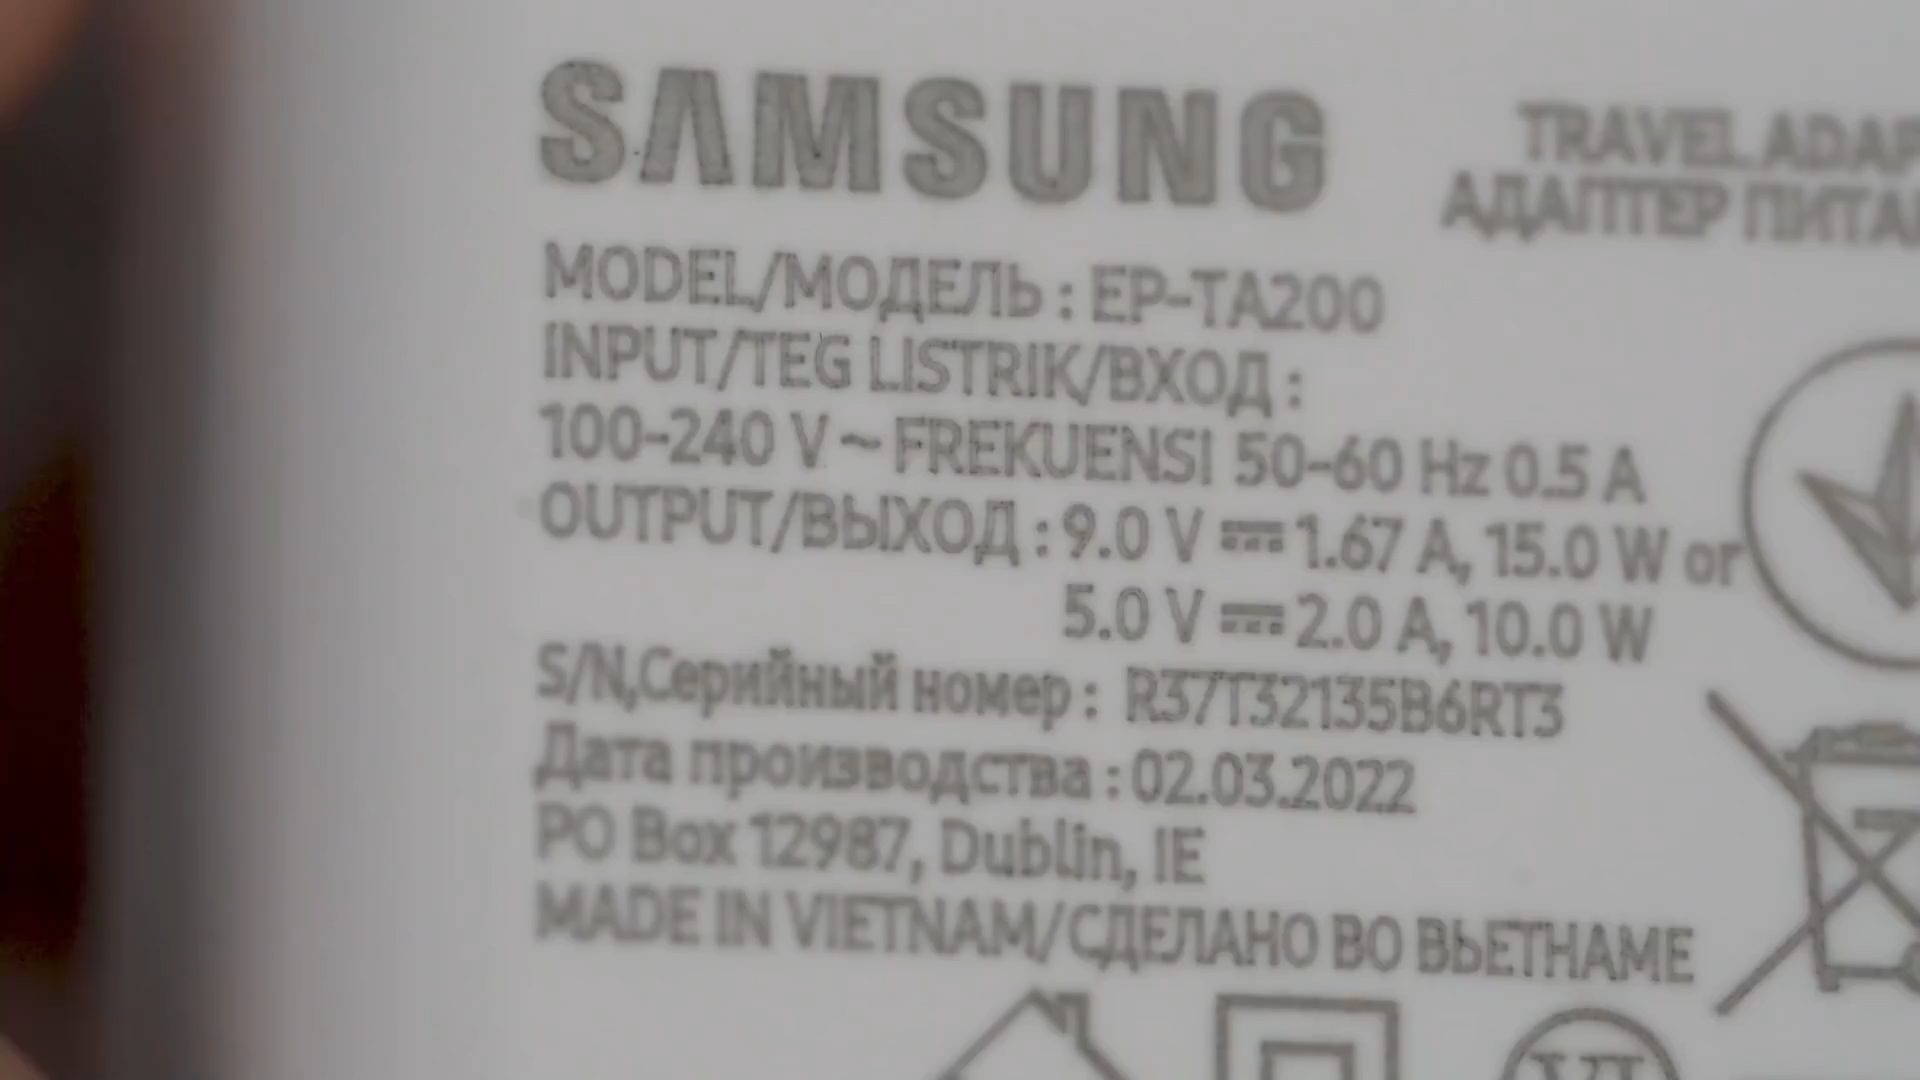 SAMSUNG
TRAVEL ADAP
АДАПТЕР ПИТАН
MODEL/МОДЕЛЬ : EP-TA200
INPUT/TEG LISTRIK/ВХОД :
100-240 V ~ FREKUENSI 50-60 Hz 0.5 A
OUTPUT/ВЫХОД : 9.0 V ⎓ 1.67 A, 15.0 W or
5.0 V ⎓ 2.0 A, 10.0 W
S/N,Серийный номер : R37T32135B6RT3
Дата производства : 02.03.2022
PO Box 12987, Dublin, IE
MADE IN VIETNAM/СДЕЛАНО ВО ВЬЕТНАМЕ